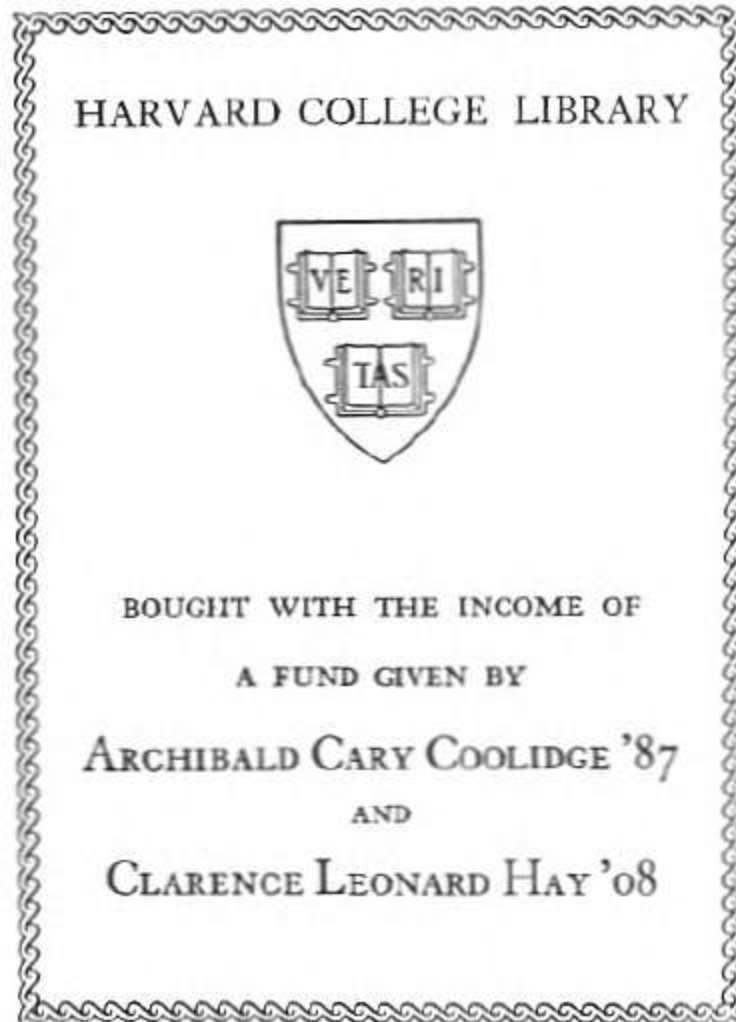 HARVARD COLLEGE LIBRARY
VE RI
TAS
BOUGHT WITH THE INCOME OF
A FUND GIVEN BY
ARCHIBALD CARY COOLIDGE '87
AND
CLARENCE LEONARD HAY '08